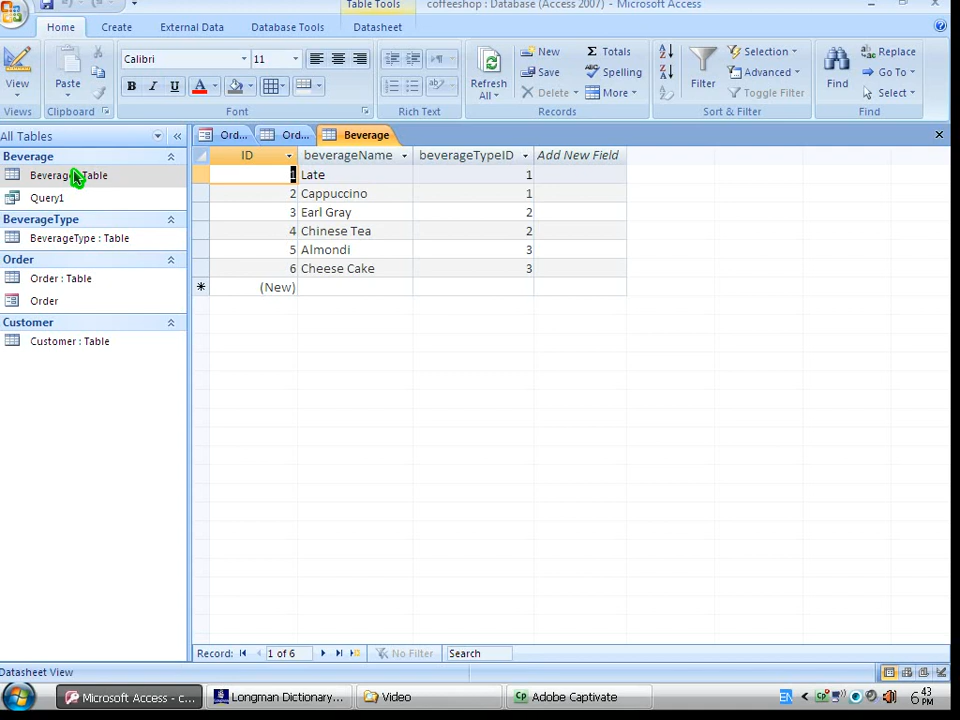 Table Tools
coffeeshop : Database (Access 2007) - Microsoft Access
Home
Create
External Data
Database Tools
Datasheet
View
Views
Paste
Clipboard
Calibri
11
B I U
A
Font
Rich Text
Refresh
All
New
Save
Delete
Totals
Spelling
More
Records
Filter
Selection
Advanced
Toggle Filter
Sort & Filter
Find
Replace
Go To
Select
Find
All Tables
Beverage
Table
Query1
BeverageType
BeverageType : Table
Order
Order : Table
Order
Customer
Customer : Table
Ord...
Ord...
Beverage
ID beverageName beverageTypeID Add New Field
1 Late 1
2 Cappuccino 1
3 Earl Gray 2
4 Chinese Tea 2
5 Almondi 3
6 Cheese Cake 3
(New)
Record: 1 of 6 No Filter Search
Datasheet View
Microsoft Access - c...
Longman Dictionary...
Video
Cp Adobe Captivate
EN
6:43
PM